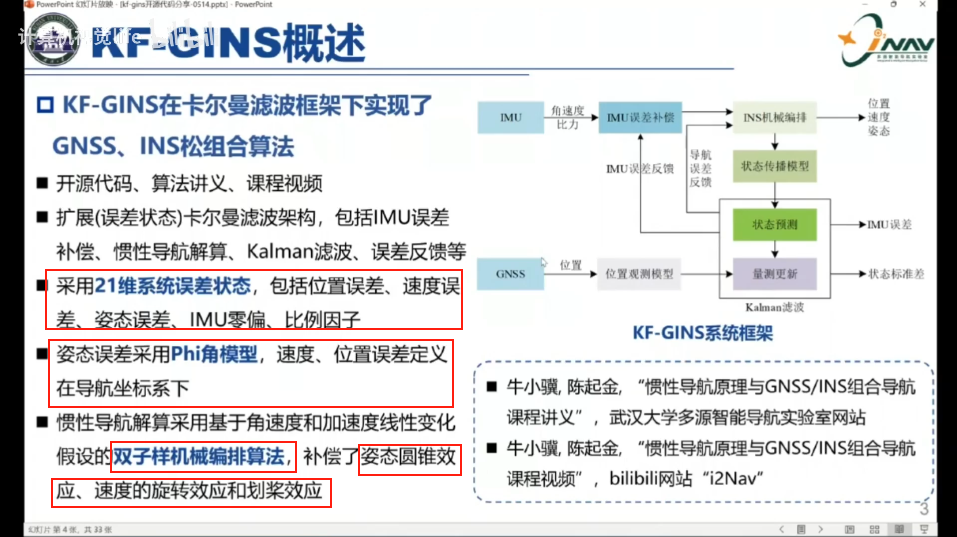 PowerPoint 幻灯片放映 - [kf-gins开源代码分享-0514.pptx] - PowerPoint
计算机视觉life
bilibili
KF-GINS概述
i2NAV
KF-GINS在卡尔曼滤波框架下实现了
GNSS、INS松组合算法
开源代码、算法讲义、课程视频
扩展(误差状态)卡尔曼滤波架构，包括IMU误差
补偿、惯性导航解算、Kalman滤波、误差反馈等
采用21维系统误差状态，包括位置误差、速度误
差、姿态误差、IMU零偏、比例因子
姿态误差采用Phi角模型，速度、位置误差定义
在导航坐标系下
惯性导航解算采用基于角速度和加速度线性变化
假设的双子样机械编排算法，补偿了姿态圆锥效
应、速度的旋转效应和划桨效应
IMU
角速度
比力
IMU误差补偿
INS机械编排
位置
速度
姿态
IMU误差反馈
导航
误差
反馈
状态传播模型
状态预测
IMU误差
GNSS
位置
位置观测模型
量测更新
状态标准差
Kalman滤波
KF-GINS系统框架
牛小骥, 陈起金, “惯性导航原理与GNSS/INS组合导航
课程讲义”, 武汉大学多源智能导航实验室网站
牛小骥, 陈起金, “惯性导航原理与GNSS/INS组合导航
课程视频”, bilibili网站“i2Nav”
3
幻灯片 第 4 张，共 33 张